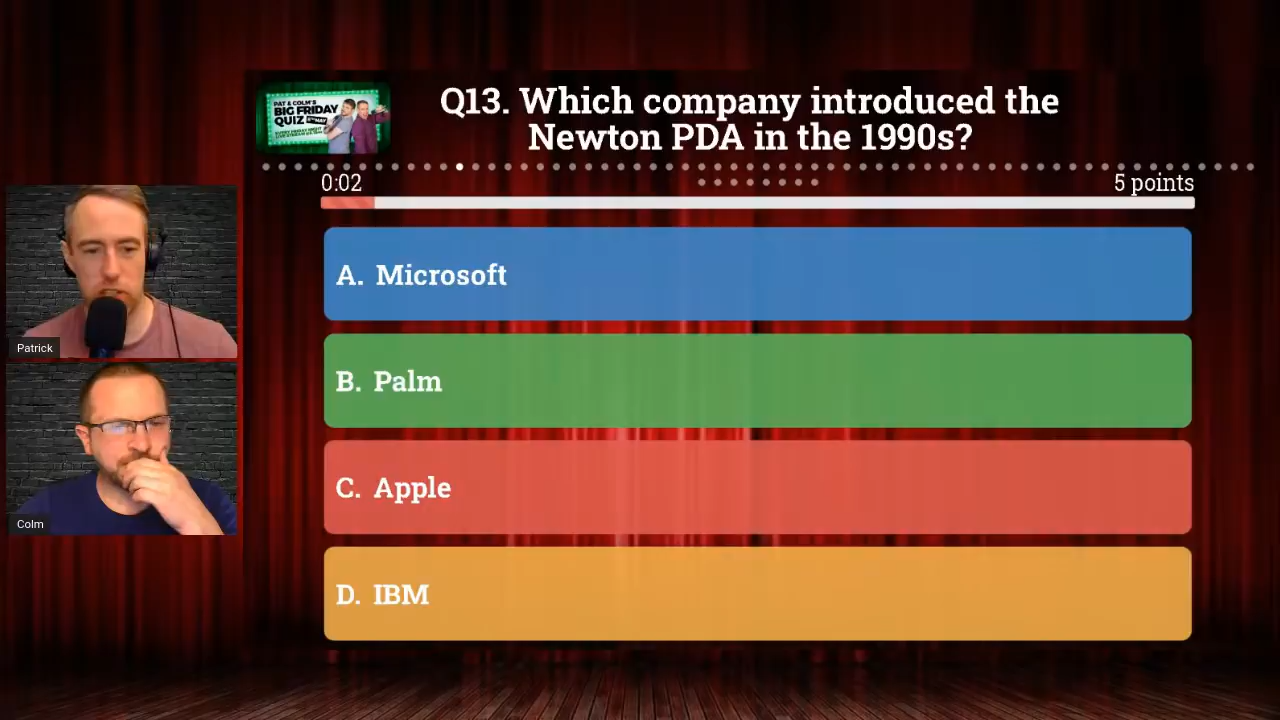 PAT & COLM'S
BIG FRIDAY
QUIZ
Q13. Which company introduced the
Newton PDA in the 1990s?
0:02
5 points
A. Microsoft
B. Palm
C. Apple
D. IBM
Patrick
Colm